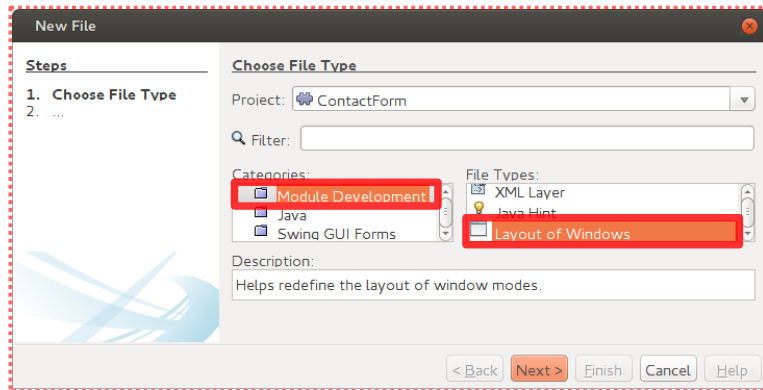 New File
Steps
1. Choose File Type
2. ...
Choose File Type
Project: ContactForm
Filter:
Categories:
Module Development
Java
Swing GUI Forms
File Types:
XML Layer
Java Hint
Layout of Windows
Description:
Helps redefine the layout of window modes.
< Back Next > Finish Cancel Help